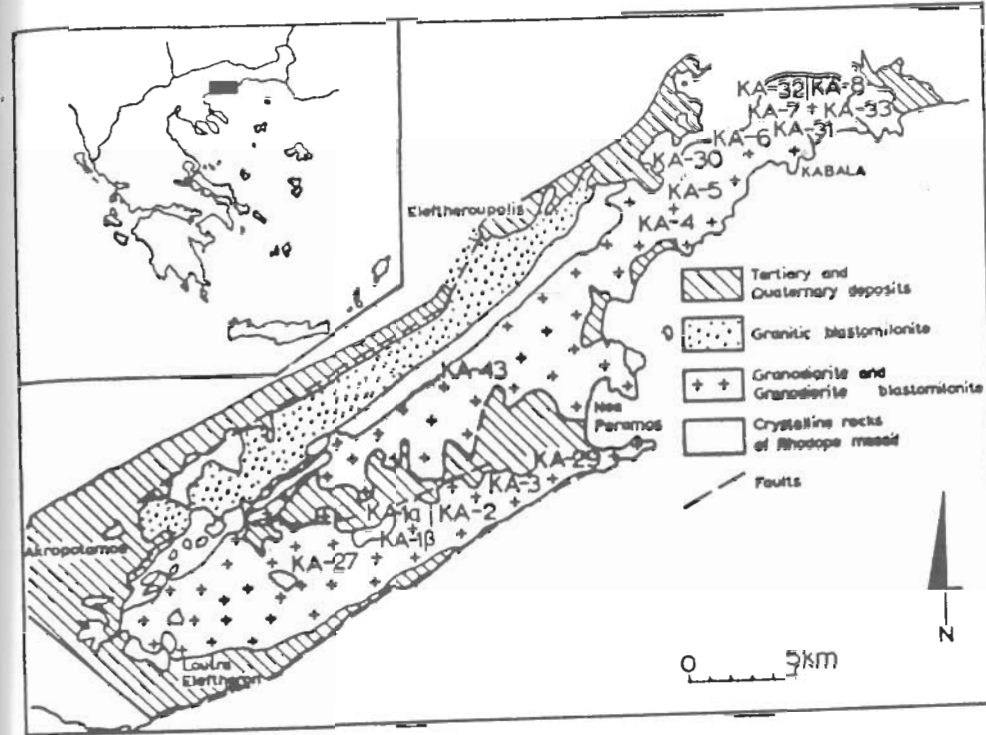 KA-32 KA-8
KA-7 + KA-33
KA-6 KA-31
KA-30
KABALA
KA-5
Eleftheroupolis
KA-4
Tertiary and
Quaternary deposits
Granitic blastomilonite
KA-43
Granodiorite and
Granodiorite blastomilonite
Nea
Peramos
Crystalline rocks
of Rhodope massif
KA-29
KA-3
Faults
KA-1a KA-2
KA-1β
Akropotamos
KA-27
N
Loutra
Eleftheron
0 5km